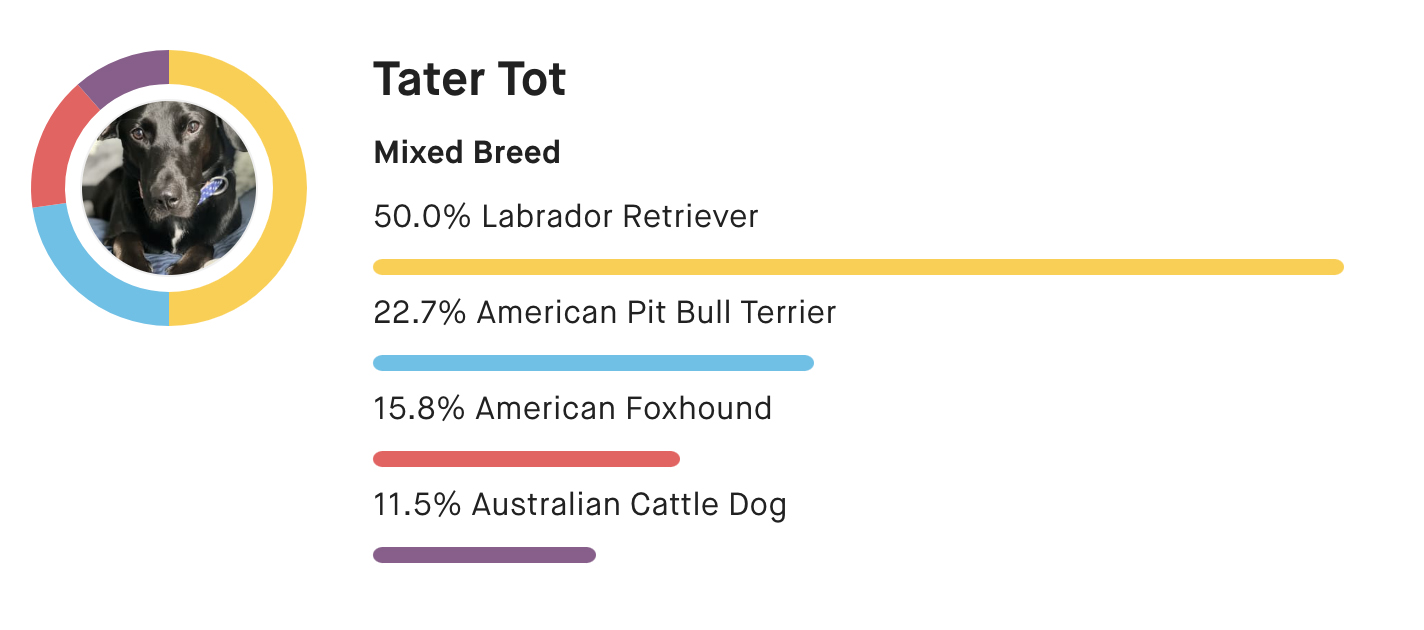 Tater Tot
Mixed Breed
50.0% Labrador Retriever
22.7% American Pit Bull Terrier
15.8% American Foxhound
11.5% Australian Cattle Dog